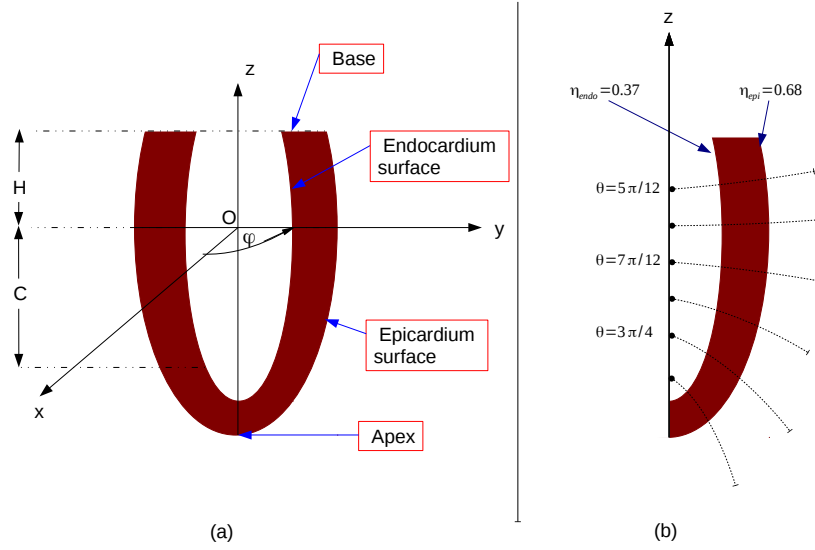 z
Base
Endocardium
surface
H
O
y
φ
C
Epicardium
surface
x
Apex
(a)
z
η_endo=0.37
η_epi=0.68
θ=5π/12
θ=7π/12
θ=3π/4
(b)